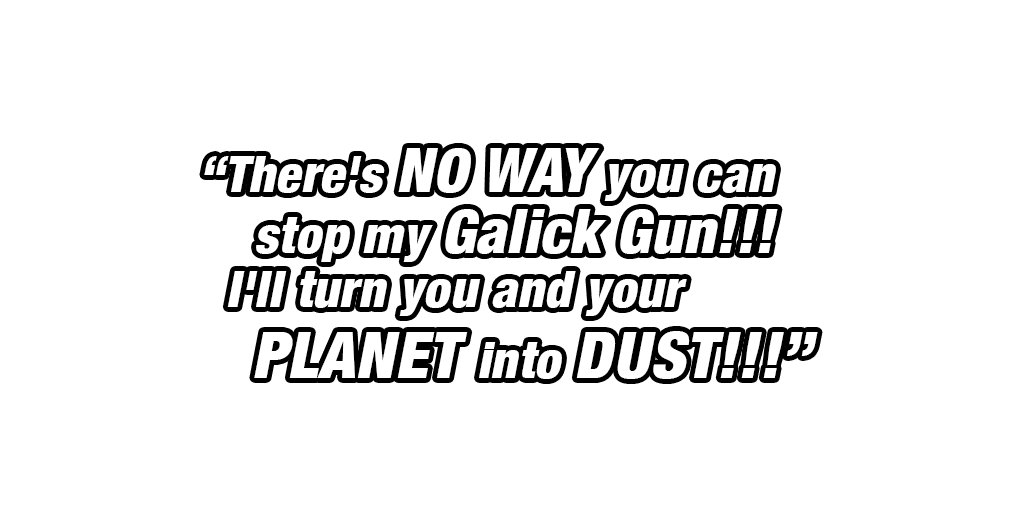 “There's NO WAY you can
stop my Galick Gun!!!
I'll turn you and your
PLANET into DUST!!!”